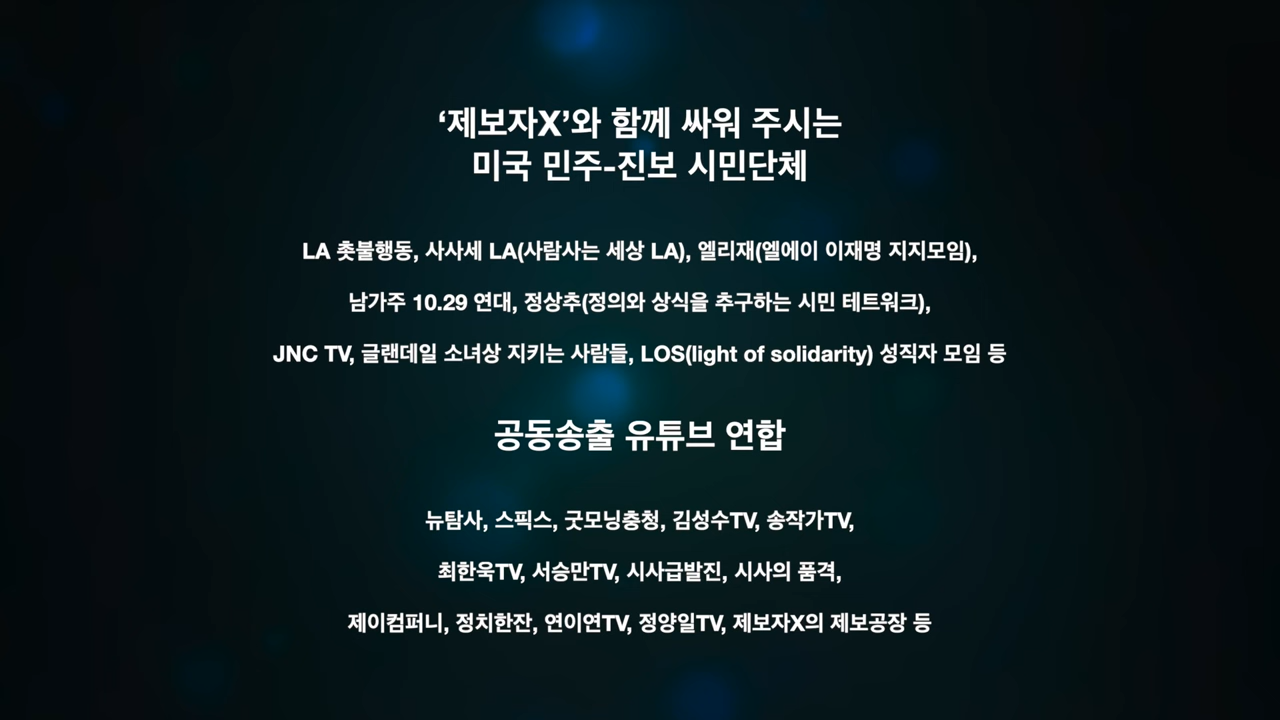 ‘제보자X’와 함께 싸워 주시는
미국 민주-진보 시민단체
LA 촛불행동, 사사세 LA(사람사는 세상 LA), 엘리재(엘에이 이재명 지지모임),
남가주 10.29 연대, 정상추(정의와 상식을 추구하는 시민 테트워크),
JNC TV, 글랜데일 소녀상 지키는 사람들, LOS(light of solidarity) 성직자 모임 등
공동송출 유튜브 연합
뉴탐사, 스픽스, 굿모닝충청, 김성수TV, 송작가TV,
최한욱TV, 서승만TV, 시사급발진, 시사의 품격,
제이컴퍼니, 정치한잔, 연이연TV, 정양일TV, 제보자X의 제보공장 등